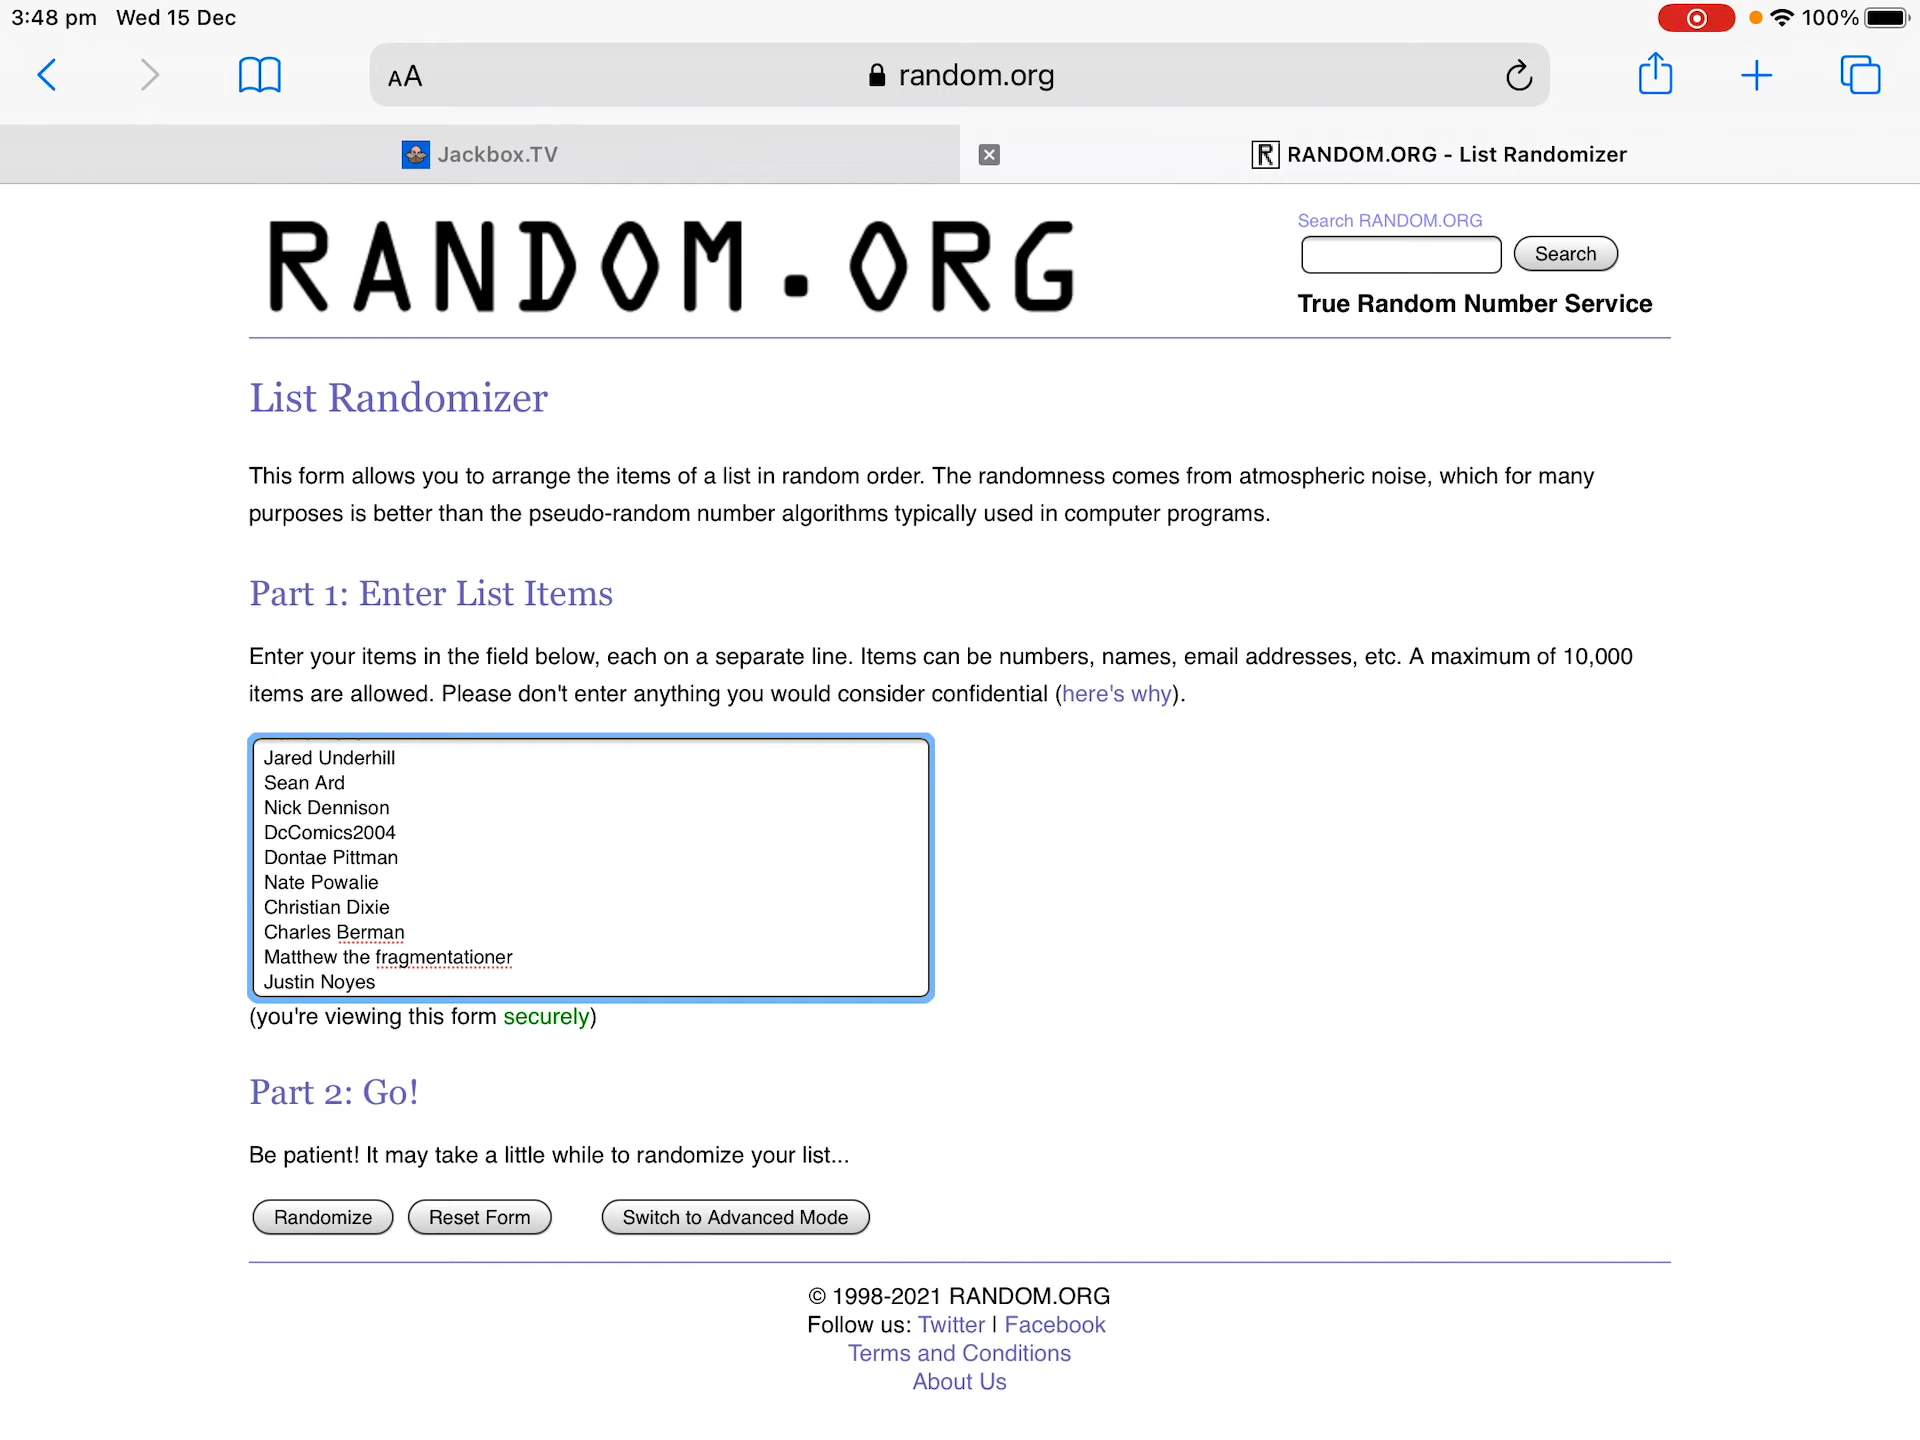 3:48 pm Wed 15 Dec
100%
AA
random.org
Jackbox.TV
RANDOM.ORG - List Randomizer
RANDOM.ORG
Search RANDOM.ORG
Search
True Random Number Service
List Randomizer
This form allows you to arrange the items of a list in random order. The randomness comes from atmospheric noise, which for many
purposes is better than the pseudo-random number algorithms typically used in computer programs.
Part 1: Enter List Items
Enter your items in the field below, each on a separate line. Items can be numbers, names, email addresses, etc. A maximum of 10,000
items are allowed. Please don't enter anything you would consider confidential (here's why).
Jared Underhill
Sean Ard
Nick Dennison
DcComics2004
Dontae Pittman
Nate Powalie
Christian Dixie
Charles Berman
Matthew the fragmentationer
Justin Noyes
(you're viewing this form securely)
Part 2: Go!
Be patient! It may take a little while to randomize your list...
Randomize
Reset Form
Switch to Advanced Mode
© 1998-2021 RANDOM.ORG
Follow us: Twitter | Facebook
Terms and Conditions
About Us